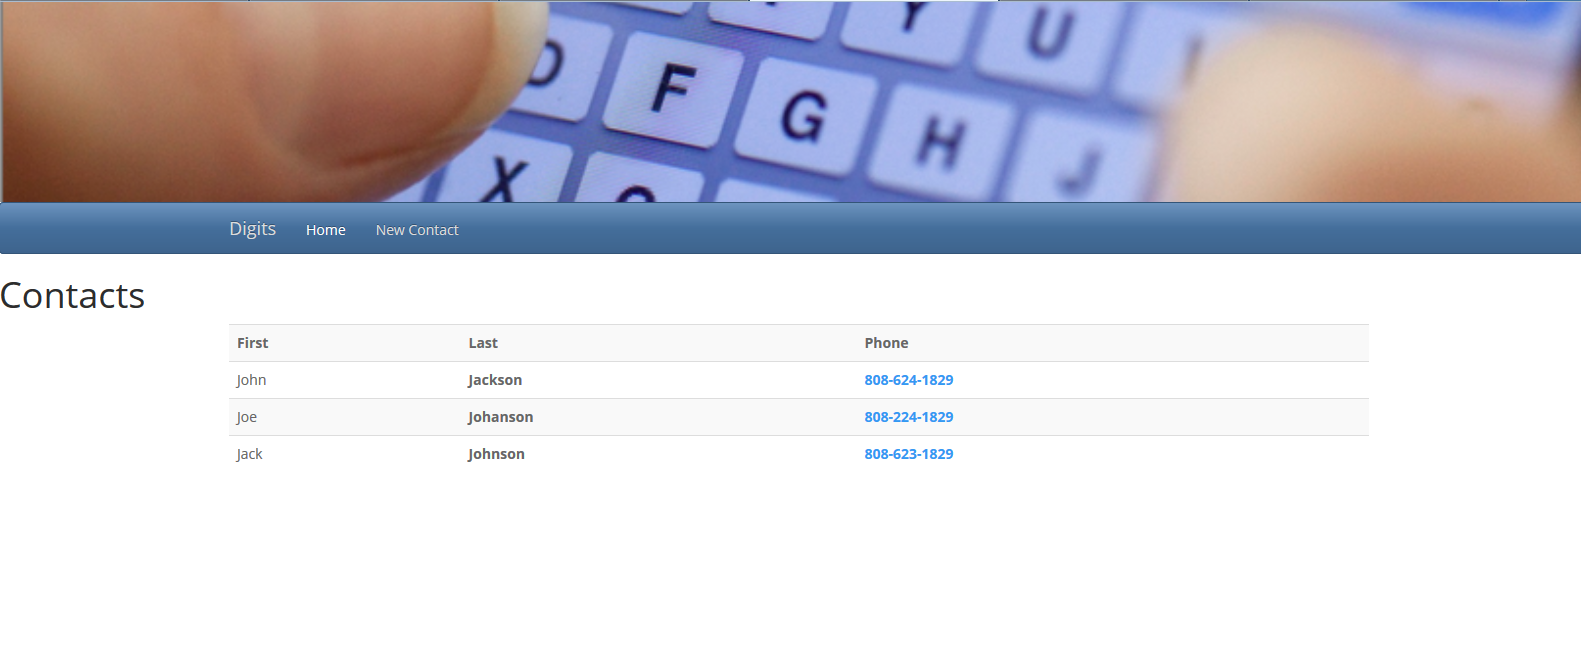 D F G H J
Y U
X
Digits Home New Contact
Contacts
First Last Phone
John Jackson 808-624-1829
Joe Johanson 808-224-1829
Jack Johnson 808-623-1829